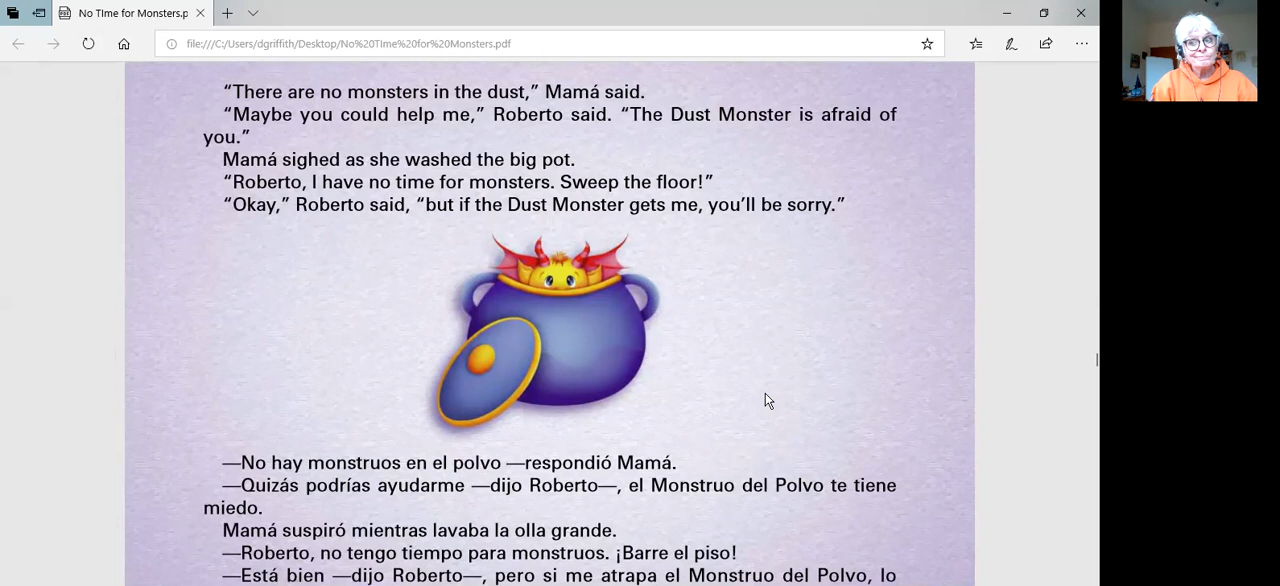 No TIme for Monsters.p
file:///C:/Users/dgriffith/Desktop/No%20TIme%20for%20Monsters.pdf
“There are no monsters in the dust,” Mamá said.
“Maybe you could help me,” Roberto said. “The Dust Monster is afraid of
you.”
Mamá sighed as she washed the big pot.
“Roberto, I have no time for monsters. Sweep the floor!”
“Okay,” Roberto said, “but if the Dust Monster gets me, you’ll be sorry.”
—No hay monstruos en el polvo —respondió Mamá.
—Quizás podrías ayudarme —dijo Roberto—, el Monstruo del Polvo te tiene
miedo.
Mamá suspiró mientras lavaba la olla grande.
—Roberto, no tengo tiempo para monstruos. ¡Barre el piso!
—Está bien —dijo Roberto—, pero si me atrapa el Monstruo del Polvo, lo